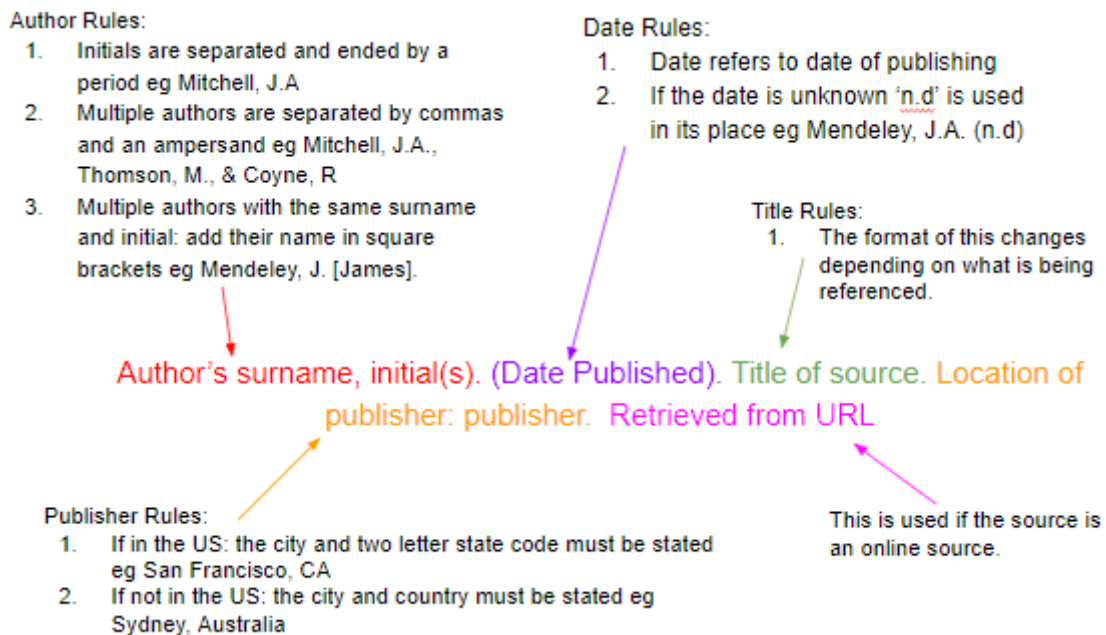 Author Rules:
1. Initials are separated and ended by a
period eg Mitchell, J.A
2. Multiple authors are separated by commas
and an ampersand eg Mitchell, J.A.,
Thomson, M., & Coyne, R
3. Multiple authors with the same surname
and initial: add their name in square
brackets eg Mendeley, J. [James].
Date Rules:
1. Date refers to date of publishing
2. If the date is unknown ‘n.d’ is used
in its place eg Mendeley, J.A. (n.d)
Title Rules:
1. The format of this changes
depending on what is being
referenced.
Author’s surname, initial(s). (Date Published). Title of source. Location of
publisher: publisher. Retrieved from URL
Publisher Rules:
1. If in the US: the city and two letter state code must be stated
eg San Francisco, CA
2. If not in the US: the city and country must be stated eg
Sydney, Australia
This is used if the source is
an online source.